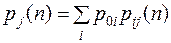 p_j(n) = ∑_i p_{0i} p_{ij}(n)